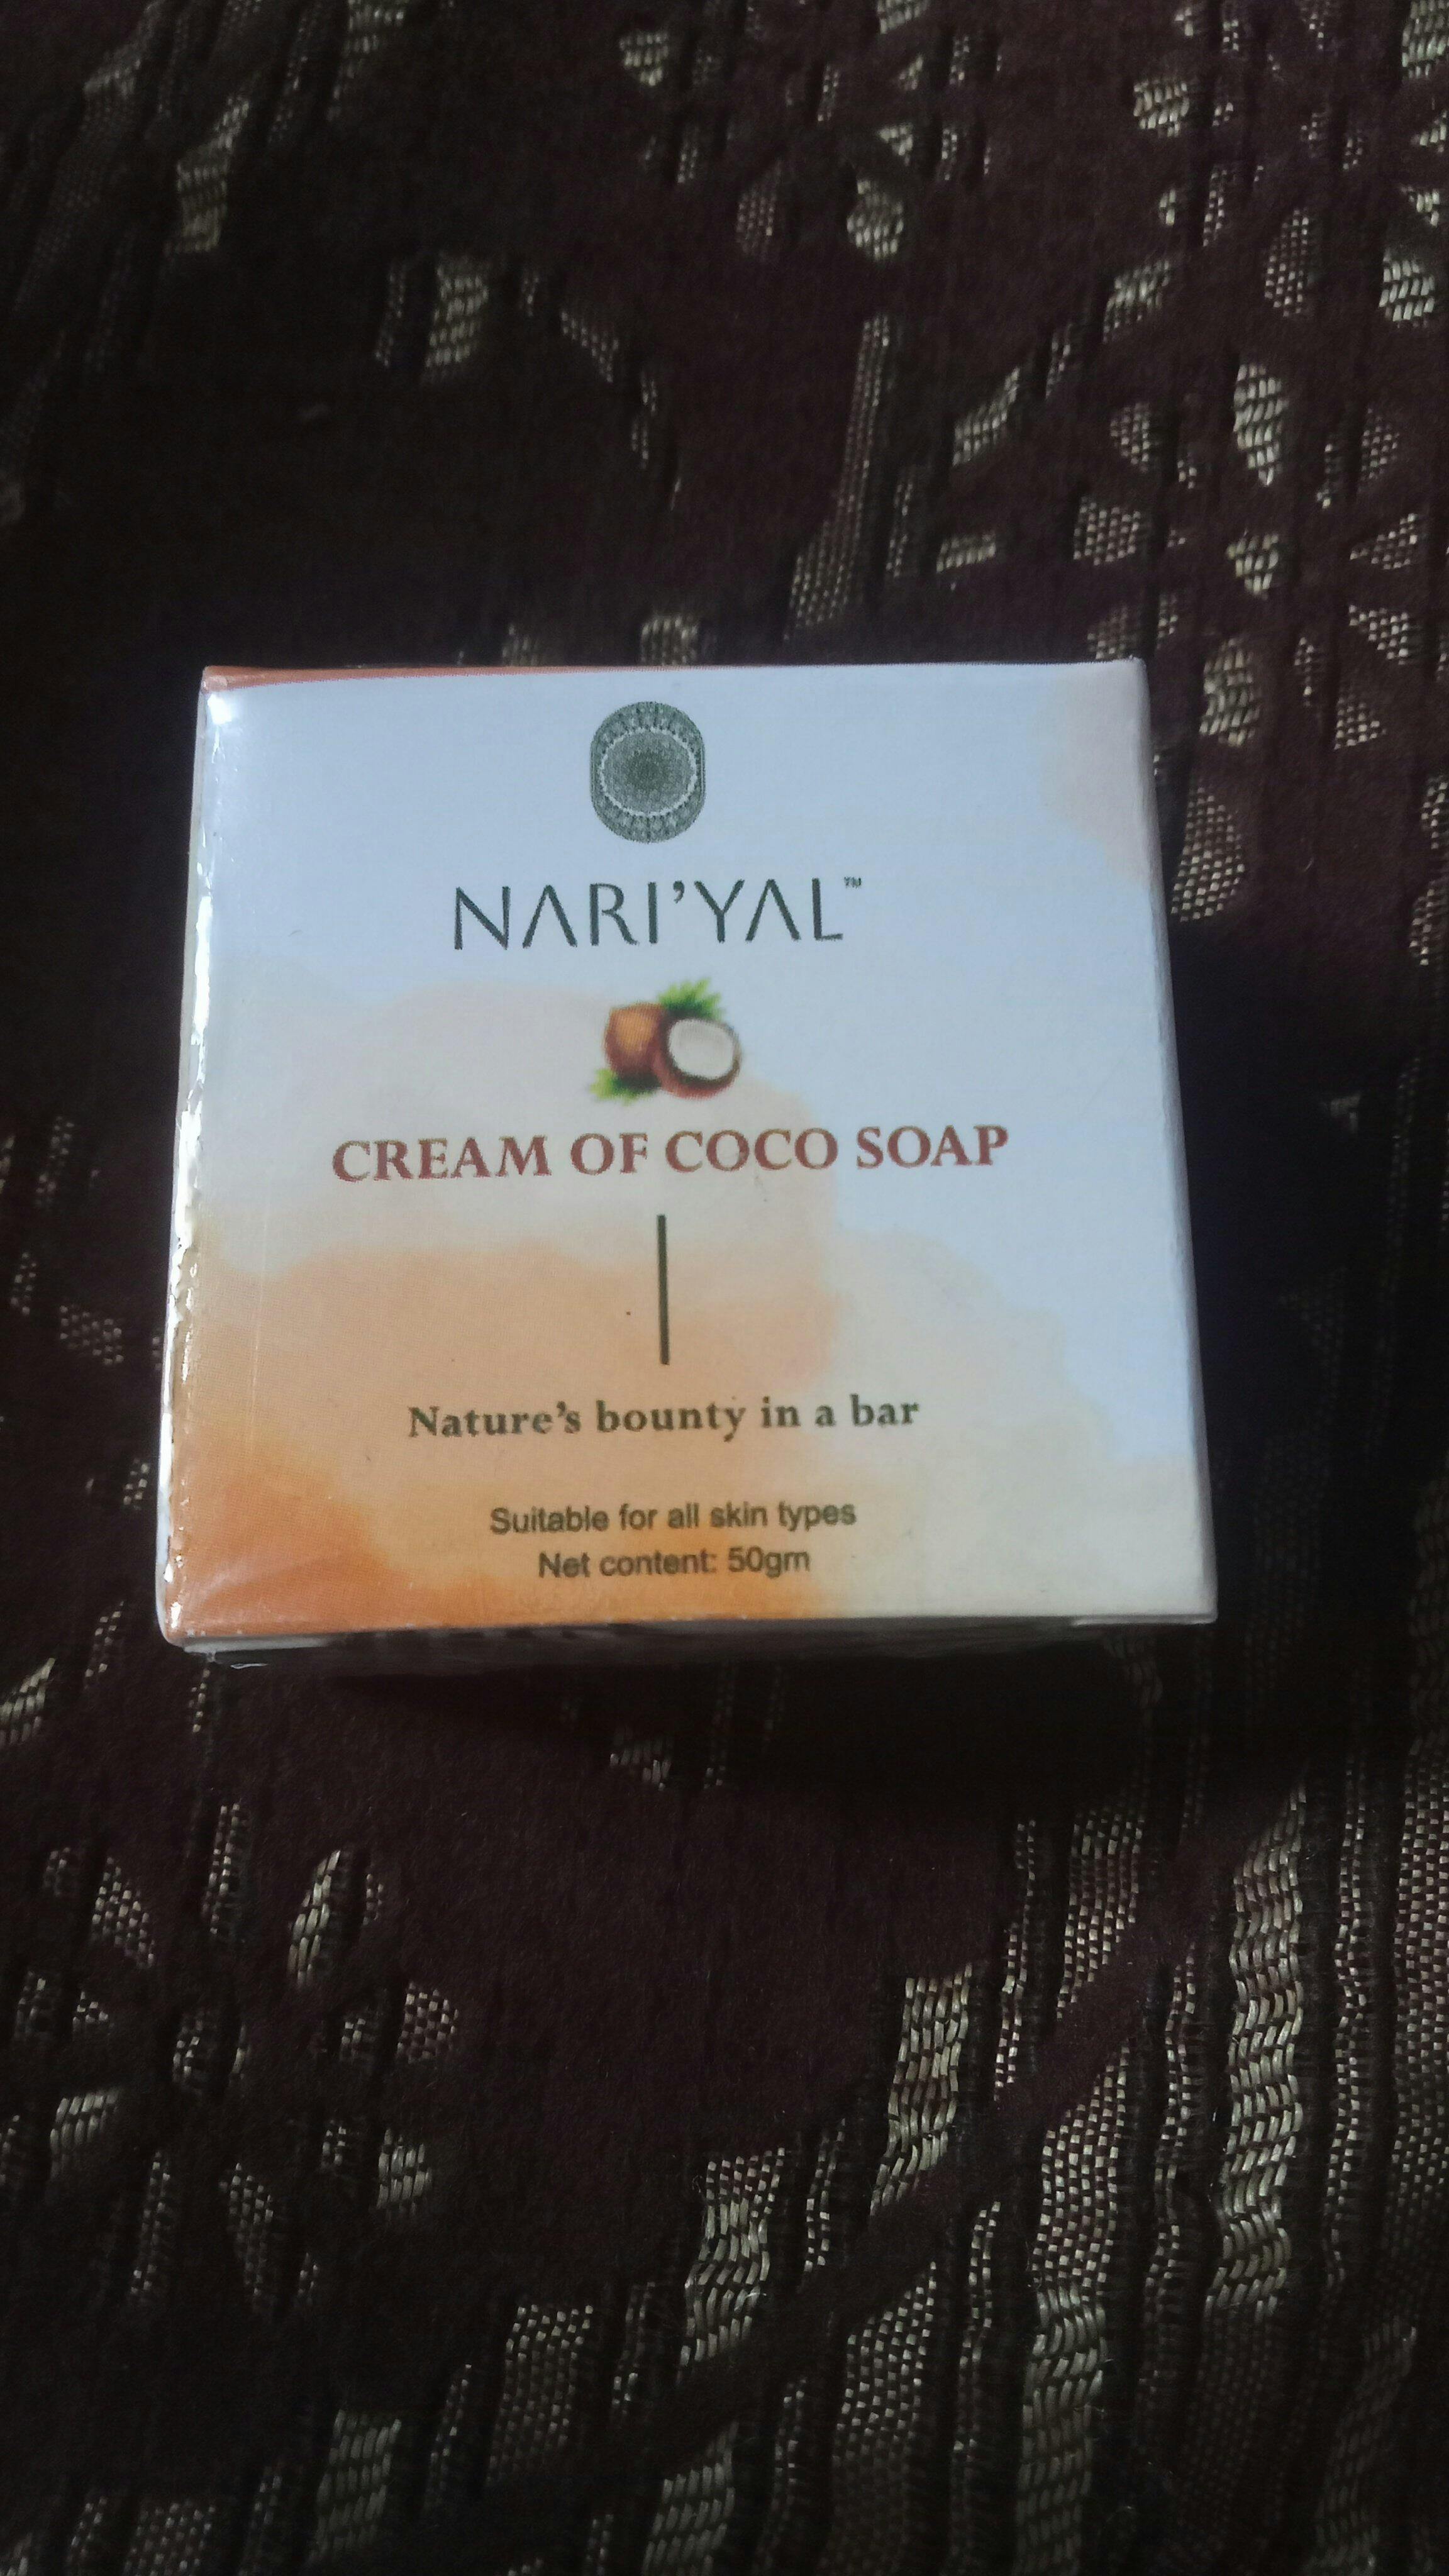 NARI'YAL™
CREAM OF COCO SOAP
Nature's bounty in a bar
Suitable for all skin types
Net content: 50gm